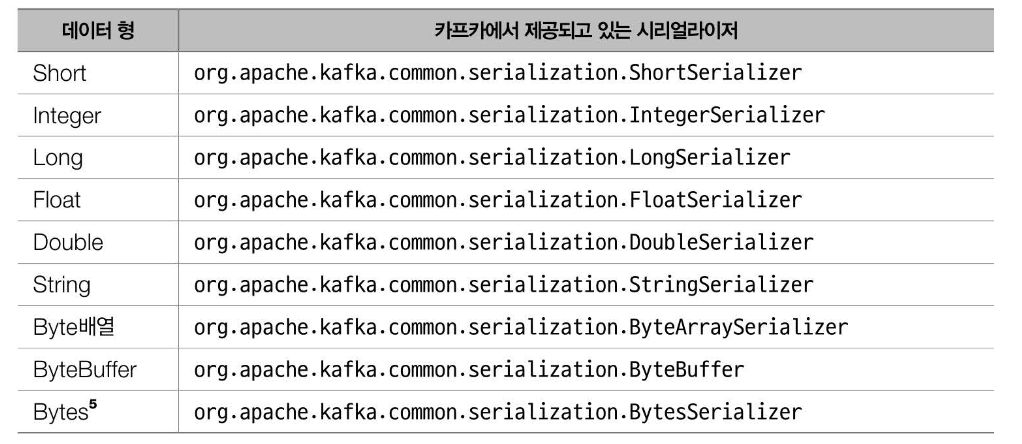 데이터 형 카프카에서 제공되고 있는 시리얼라이저
Short org.apache.kafka.common.serialization.ShortSerializer
Integer org.apache.kafka.common.serialization.IntegerSerializer
Long org.apache.kafka.common.serialization.LongSerializer
Float org.apache.kafka.common.serialization.FloatSerializer
Double org.apache.kafka.common.serialization.DoubleSerializer
String org.apache.kafka.common.serialization.StringSerializer
Byte배열 org.apache.kafka.common.serialization.ByteArraySerializer
ByteBuffer org.apache.kafka.common.serialization.ByteBuffer
Bytes⁵ org.apache.kafka.common.serialization.BytesSerializer